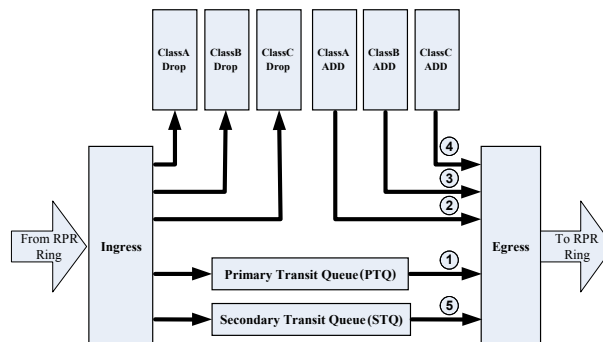 ClassA
Drop
ClassB
Drop
ClassC
Drop
ClassA
ADD
ClassB
ADD
ClassC
ADD
4
3
2
From RPR
Ring
Ingress
Egress
To RPR
Ring
Primary Transit Queue(PTQ)
1
Secondary Transit Queue(STQ)
5